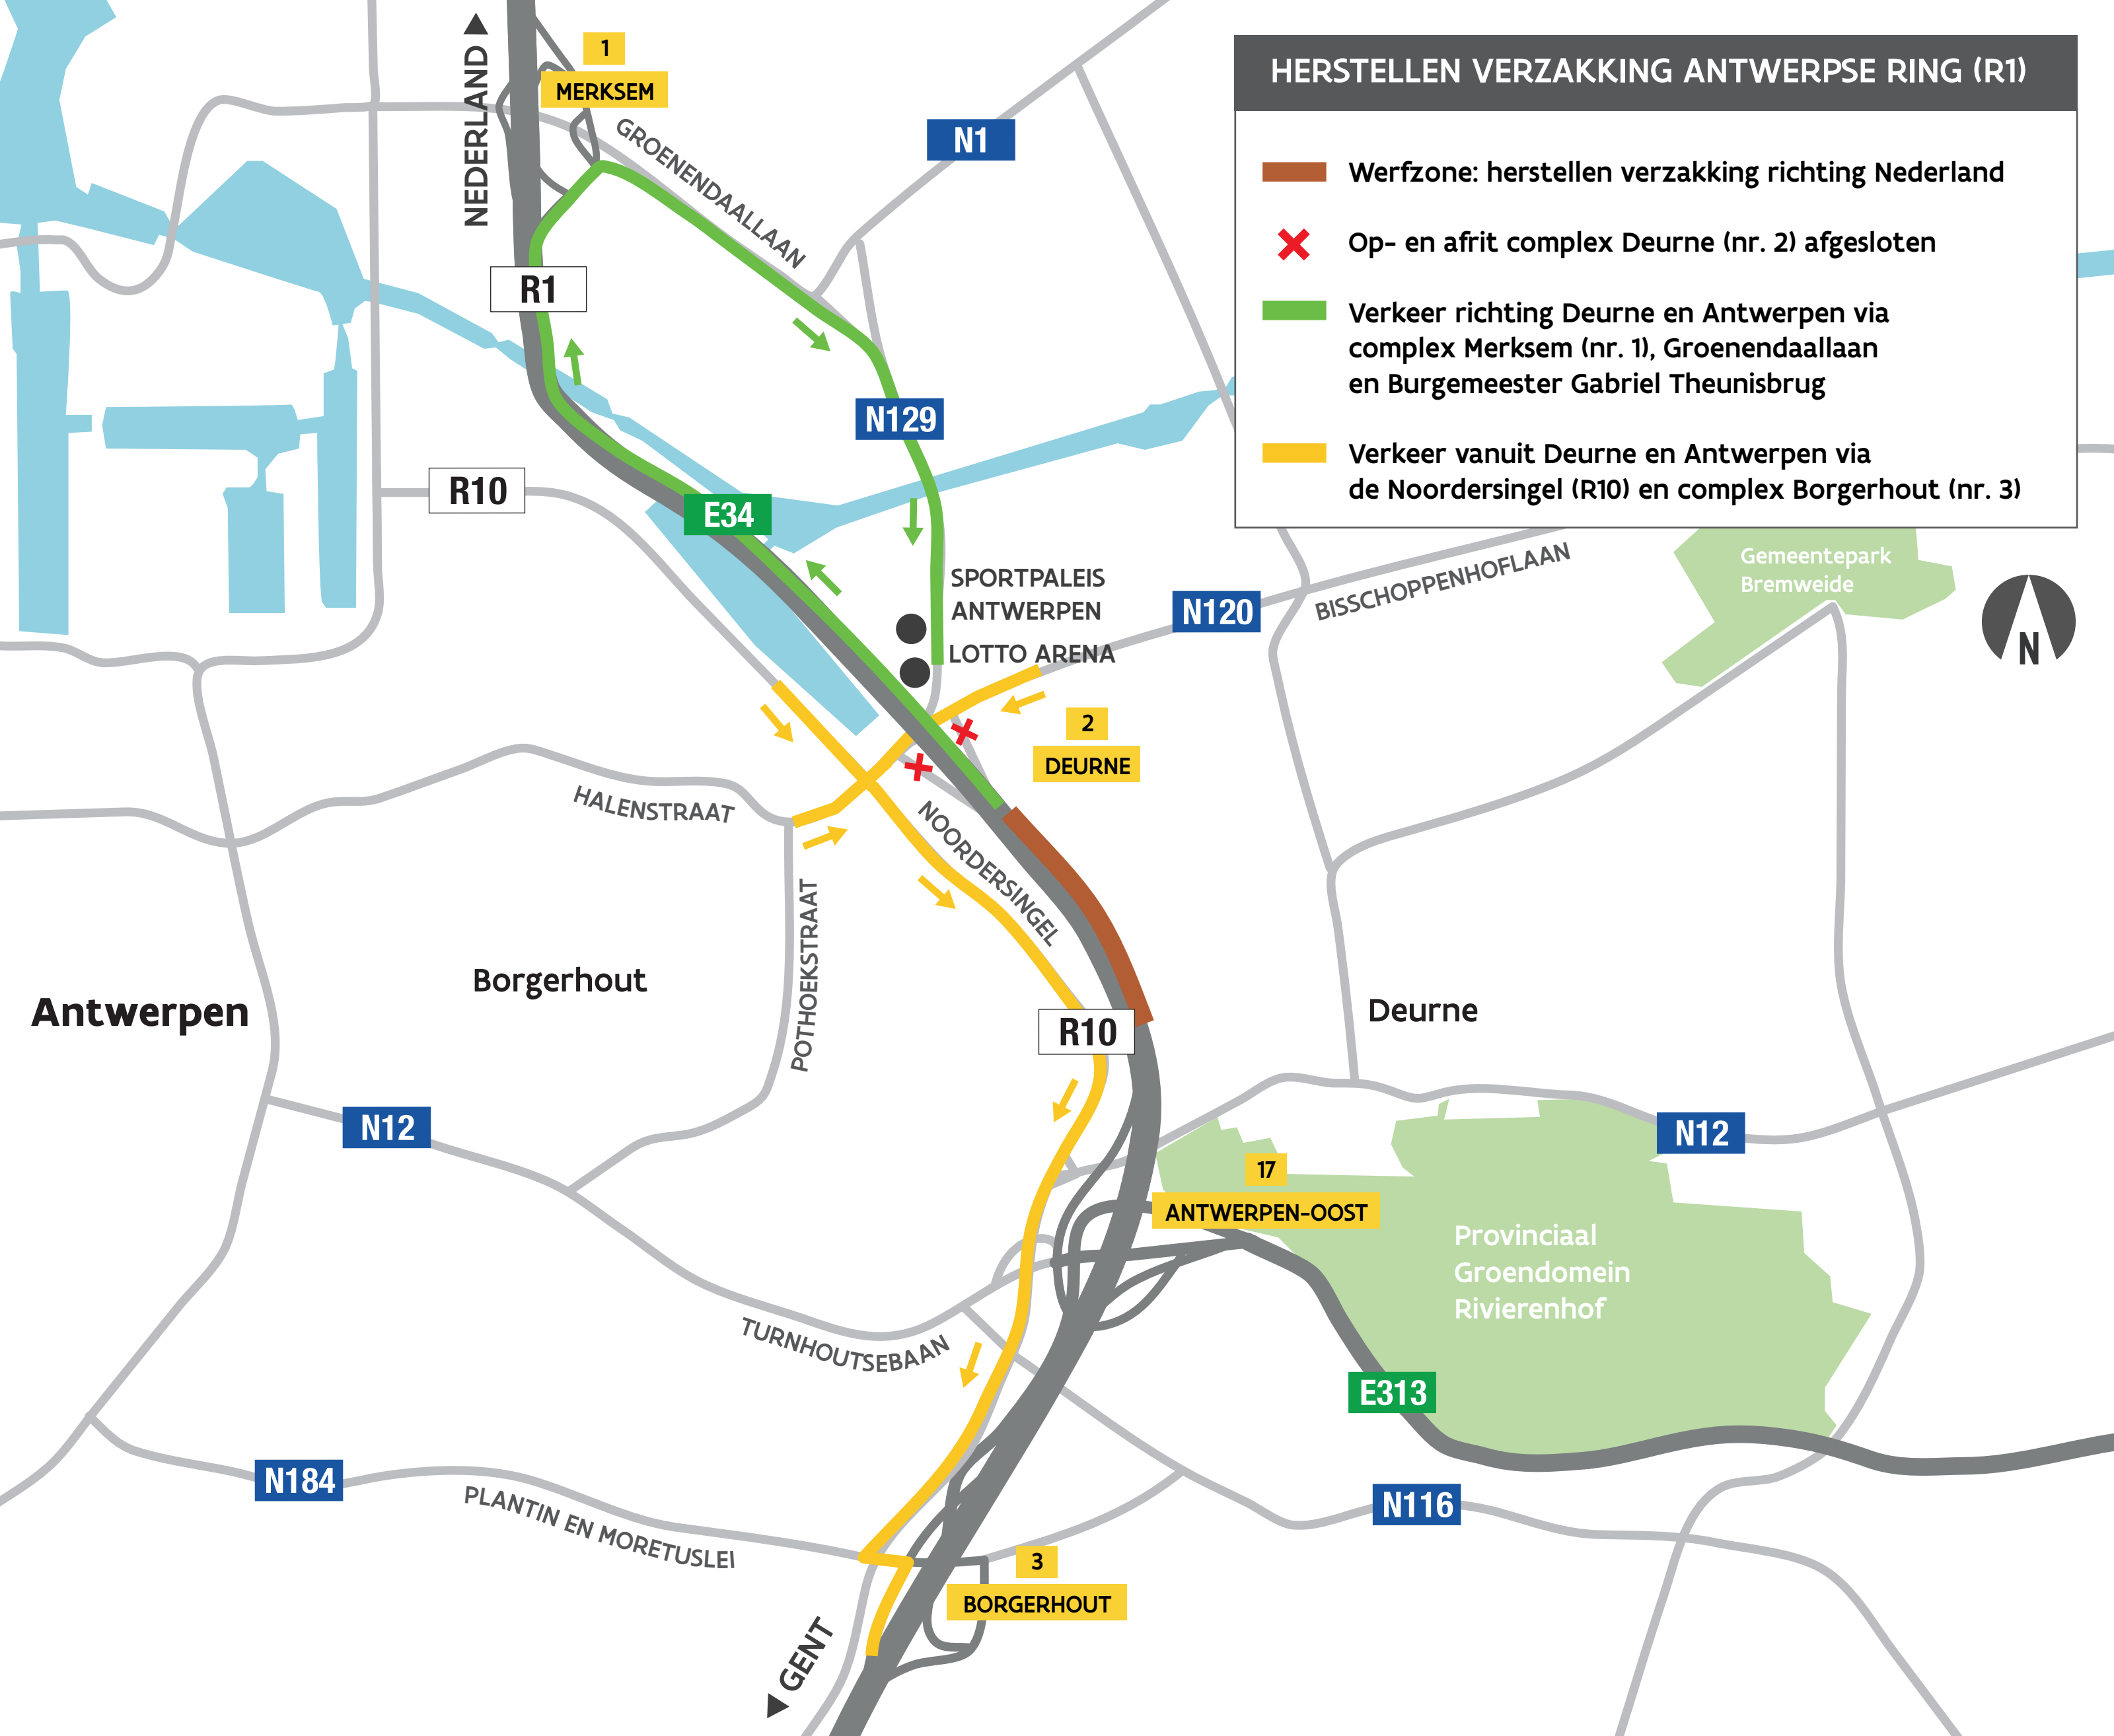 HERSTELLEN VERZAKKING ANTWERPSE RING (R1)
Werfzone: herstellen verzakking richting Nederland
Op- en afrit complex Deurne (nr. 2) afgesloten
Verkeer richting Deurne en Antwerpen via
complex Merksem (nr. 1), Groenendaallaan
en Burgemeester Gabriel Theunisbrug
Verkeer vanuit Deurne en Antwerpen via
de Noordersingel (R10) en complex Borgerhout (nr. 3)
NEDERLAND
1
MERKSEM
GROENENDAALLAAN
N1
R1
N129
R10
E34
SPORTPALEIS
ANTWERPEN
LOTTO ARENA
N120
BISSCHOPPENHOFLAAN
Gemeentepark
Bremweide
N
2
DEURNE
HALENSTRAAT
NOORDERSINGEL
POTHOEKSTRAAT
Borgerhout
Antwerpen
R10
Deurne
N12
N12
17
ANTWERPEN-OOST
Provinciaal
Groendomein
Rivierenhof
TURNHOUTSEBAAN
E313
N184
PLANTIN EN MORETUSLEI
N116
3
BORGERHOUT
GENT